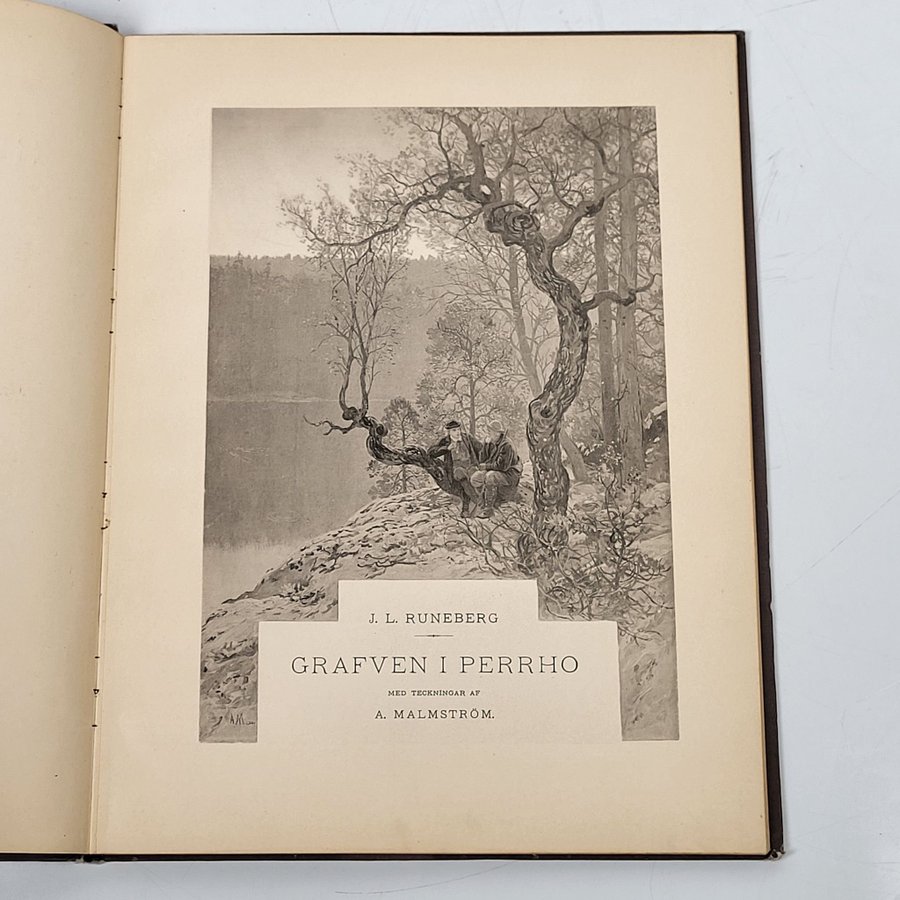 J. L. RUNEBERG
GRAFVEN I PERRHO
MED TECKNINGAR AF
A. MALMSTRÖM.